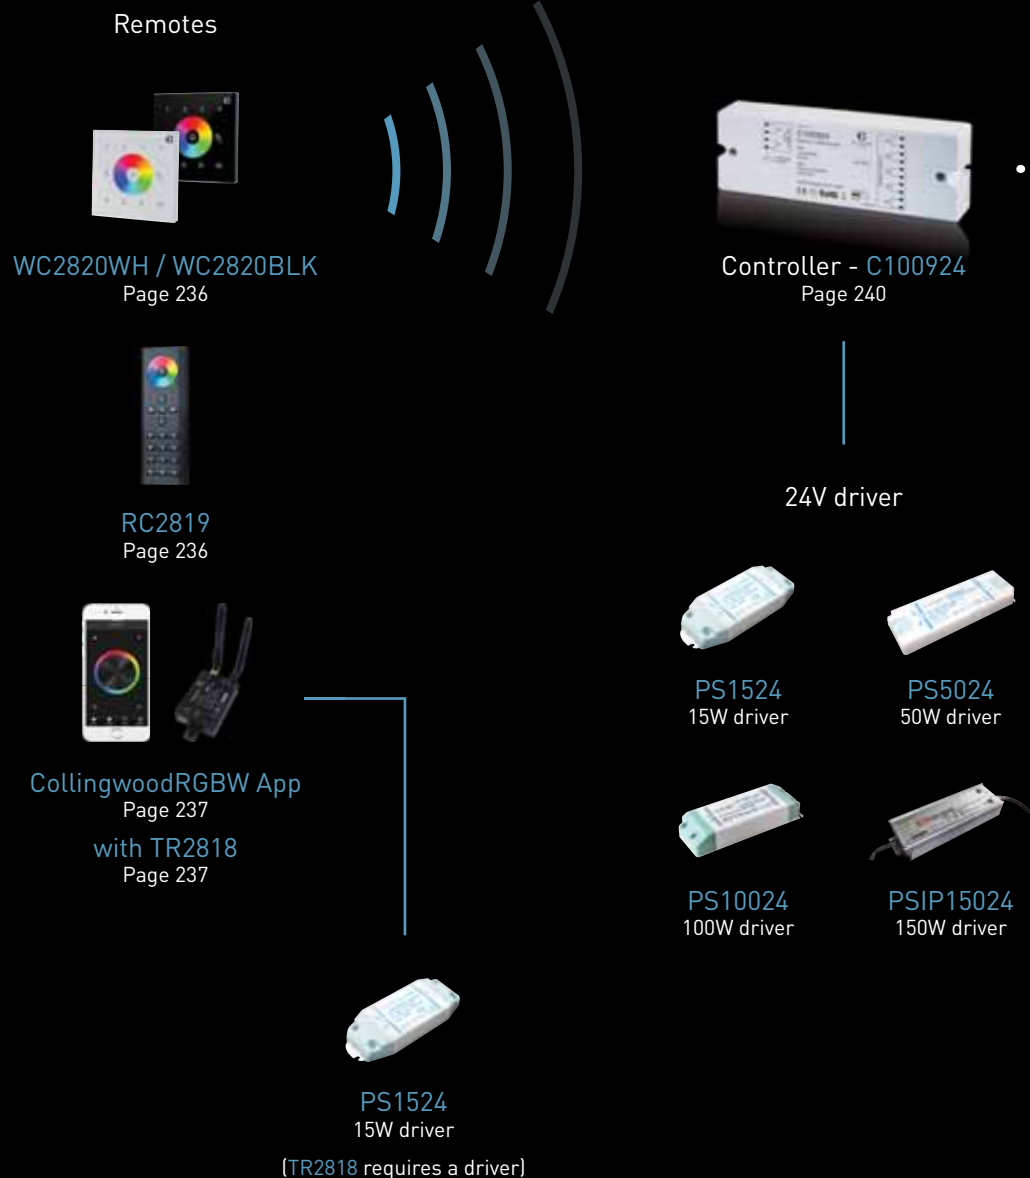 Remotes
WC2820WH / WC2820BLK
Page 236
RC2819
Page 236
CollingwoodRGBW App
Page 237
with TR2818
Page 237
PS1524
15W driver
(TR2818 requires a driver)
C100924
Controller - C100924
Page 240
24V driver
PS1524
15W driver
PS5024
50W driver
PS10024
100W driver
PSIP15024
150W driver